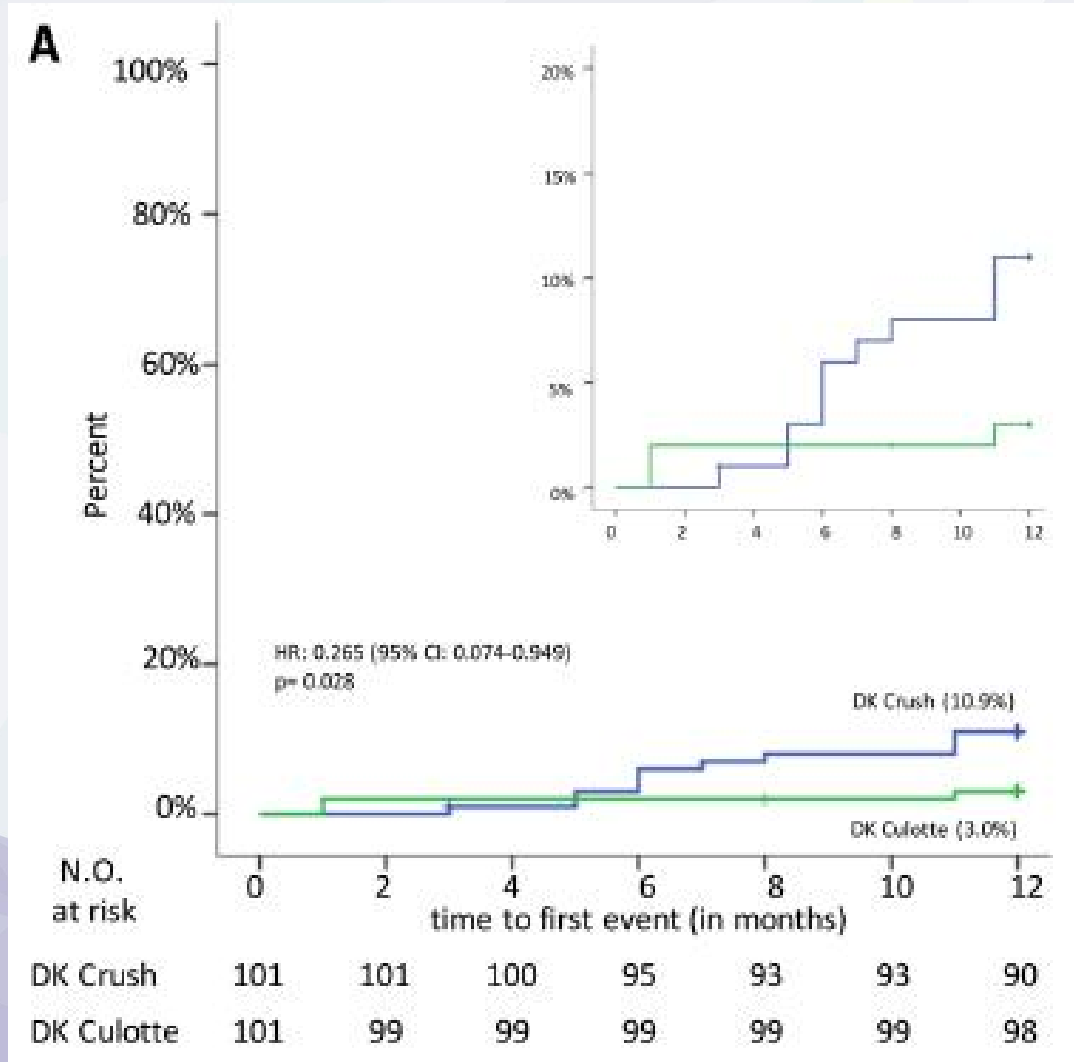 A
100%
80%
60%
40%
20%
0%
Percent
20%
15%
10%
5%
0%
0 2 4 6 8 10 12
HR: 0.265 (95% CI: 0.074-0.949)
p= 0.028
DK Crush (10.9%)
DK Culotte (3.0%)
0 2 4 6 8 10 12
time to first event (in months)
N.O.
at risk
DK Crush 101 101 100 95 93 93 90
DK Culotte 101 99 99 99 99 99 98